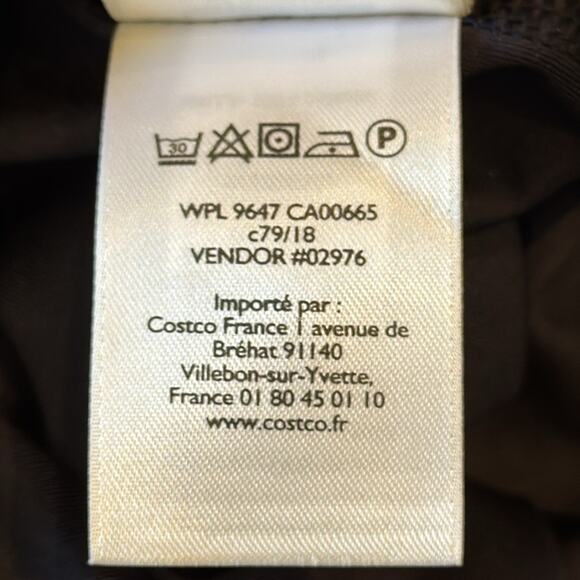 30 P
WPL 9647 CA00665
c79/18
VENDOR #02976
Importé par :
Costco France 1 avenue de
Bréhat 91140
Villebon-sur-Yvette,
France 01 80 45 01 10
www.costco.fr